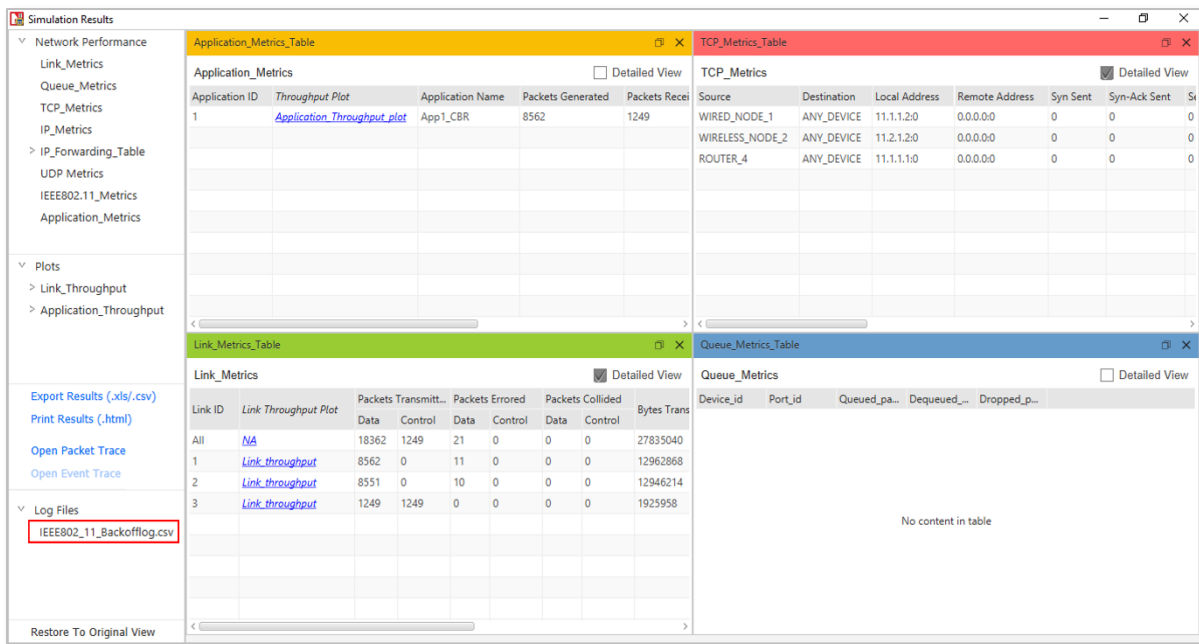 Simulation Results
Network Performance
Link_Metrics
Queue_Metrics
TCP_Metrics
IP_Metrics
IP_Forwarding_Table
UDP Metrics
IEEE802.11_Metrics
Application_Metrics
Plots
Link_Throughput
Application_Throughput
Export Results (.xls/.csv)
Print Results (.html)
Open Packet Trace
Open Event Trace
Log Files
IEEE802_11_Backofflog.csv
Restore To Original View
Application_Metrics_Table
Application_Metrics Detailed View
Application ID Throughput Plot Application Name Packets Generated Packets Recei
1 Application_Throughput_plot App1_CBR 8562 1249
TCP_Metrics_Table
TCP_Metrics Detailed View
Source Destination Local Address Remote Address Syn Sent Syn-Ack Sent Se
WIRED_NODE_1 ANY_DEVICE 11.1.1.2:0 0.0.0.0:0 0 0 0
WIRELESS_NODE_2 ANY_DEVICE 11.2.1.2:0 0.0.0.0:0 0 0 0
ROUTER_4 ANY_DEVICE 11.1.1.1:0 0.0.0.0:0 0 0 0
Link_Metrics_Table
Link_Metrics Detailed View
Link ID Link Throughput Plot Packets Transmitt... Packets Errored Packets Collided Bytes Trans
Data Control Data Control Data Control
All NA 18362 1249 21 0 0 0 27835040
1 Link_throughput 8562 0 11 0 0 0 12962868
2 Link_throughput 8551 0 10 0 0 0 12946214
3 Link_throughput 1249 1249 0 0 0 0 1925958
Queue_Metrics_Table
Queue_Metrics Detailed View
Device_id Port_id Queued_pa... Dequeued_... Dropped_p...
No content in table